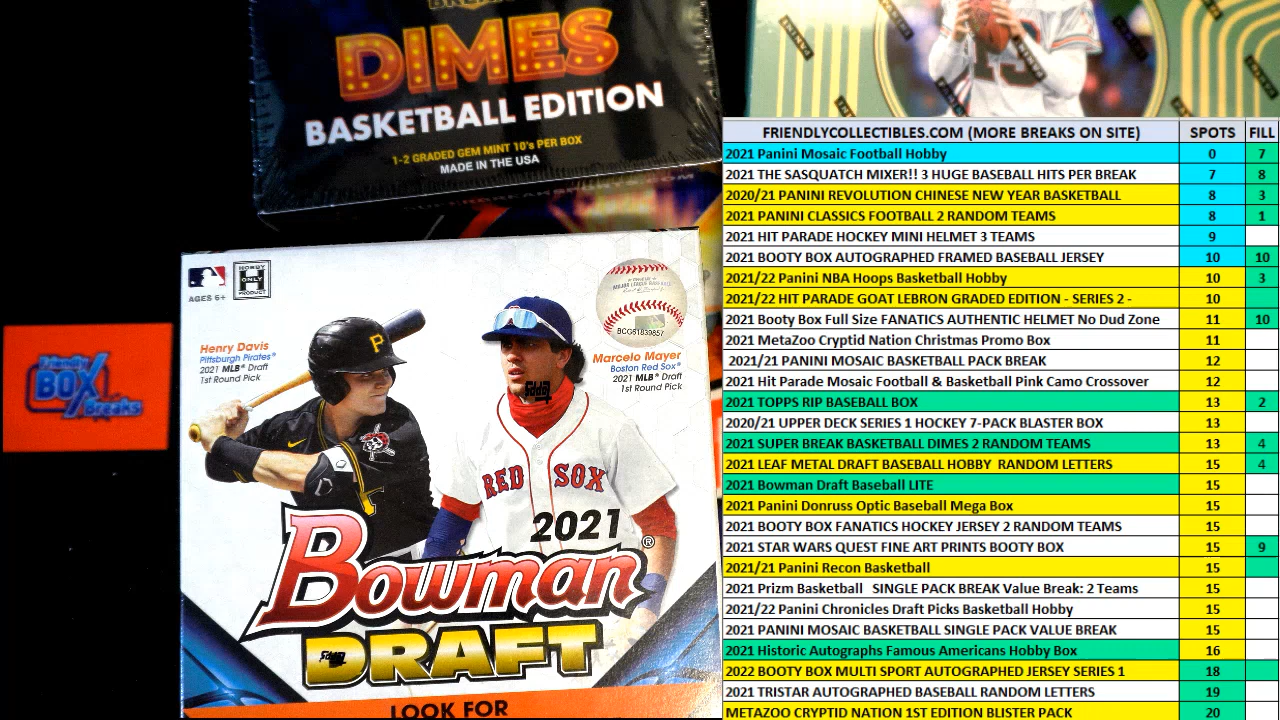 DIMES
BASKETBALL EDITION
1-2 GRADED GEM MINT 10's PER BOX
MADE IN THE USA
Friendly
BOX
Breaks
AGES 6+
HOBBY
H
ONLY
PRODUCT
BCG61839857
Henry Davis
Pittsburgh Pirates®
2021 MLB® Draft
1st Round Pick
Marcelo Mayer
Boston Red Sox®
2021 MLB® Draft
1st Round Pick
P
RED SOX
2021
Bowman®
DRAFT
LOOK FOR
FRIENDLYCOLLECTIBLES.COM (MORE BREAKS ON SITE) SPOTS FILL
2021 Panini Mosaic Football Hobby 0 7
2021 THE SASQUATCH MIXER!! 3 HUGE BASEBALL HITS PER BREAK 7 8
2020/21 PANINI REVOLUTION CHINESE NEW YEAR BASKETBALL 8 3
2021 PANINI CLASSICS FOOTBALL 2 RANDOM TEAMS 8 1
2021 HIT PARADE HOCKEY MINI HELMET 3 TEAMS 9
2021 BOOTY BOX AUTOGRAPHED FRAMED BASEBALL JERSEY 10 10
2021/22 Panini NBA Hoops Basketball Hobby 10 3
2021/22 HIT PARADE GOAT LEBRON GRADED EDITION - SERIES 2 - 10
2021 Booty Box Full Size FANATICS AUTHENTIC HELMET No Dud Zone 11 10
2021 MetaZoo Cryptid Nation Christmas Promo Box 11
2021/21 PANINI MOSAIC BASKETBALL PACK BREAK 12
2021 Hit Parade Mosaic Football & Basketball Pink Camo Crossover 12
2021 TOPPS RIP BASEBALL BOX 13 2
2020/21 UPPER DECK SERIES 1 HOCKEY 7-PACK BLASTER BOX 13
2021 SUPER BREAK BASKETBALL DIMES 2 RANDOM TEAMS 13 4
2021 LEAF METAL DRAFT BASEBALL HOBBY RANDOM LETTERS 15 4
2021 Bowman Draft Baseball LITE 15
2021 Panini Donruss Optic Baseball Mega Box 15
2021 BOOTY BOX FANATICS HOCKEY JERSEY 2 RANDOM TEAMS 15
2021 STAR WARS QUEST FINE ART PRINTS BOOTY BOX 15 9
2021/21 Panini Recon Basketball 15
2021 Prizm Basketball SINGLE PACK BREAK Value Break: 2 Teams 15
2021/22 Panini Chronicles Draft Picks Basketball Hobby 15
2021 PANINI MOSAIC BASKETBALL SINGLE PACK VALUE BREAK 15
2021 Historic Autographs Famous Americans Hobby Box 16
2022 BOOTY BOX MULTI SPORT AUTOGRAPHED JERSEY SERIES 1 18
2021 TRISTAR AUTOGRAPHED BASEBALL RANDOM LETTERS 19
METAZOO CRYPTID NATION 1ST EDITION BLISTER PACK 20